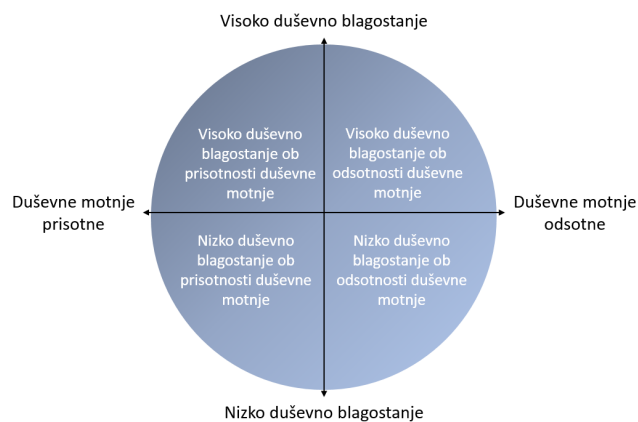 Visoko duševno blagostanje
Visoko duševno
blagostanje ob
prisotnosti duševne
motnje
Visoko duševno
blagostanje ob
odsotnosti duševne
motnje
Duševne motnje
prisotne
Duševne motnje
odsotne
Nizko duševno
blagostanje ob
prisotnosti duševne
motnje
Nizko duševno
blagostanje ob
odsotnosti duševne
motnje
Nizko duševno blagostanje